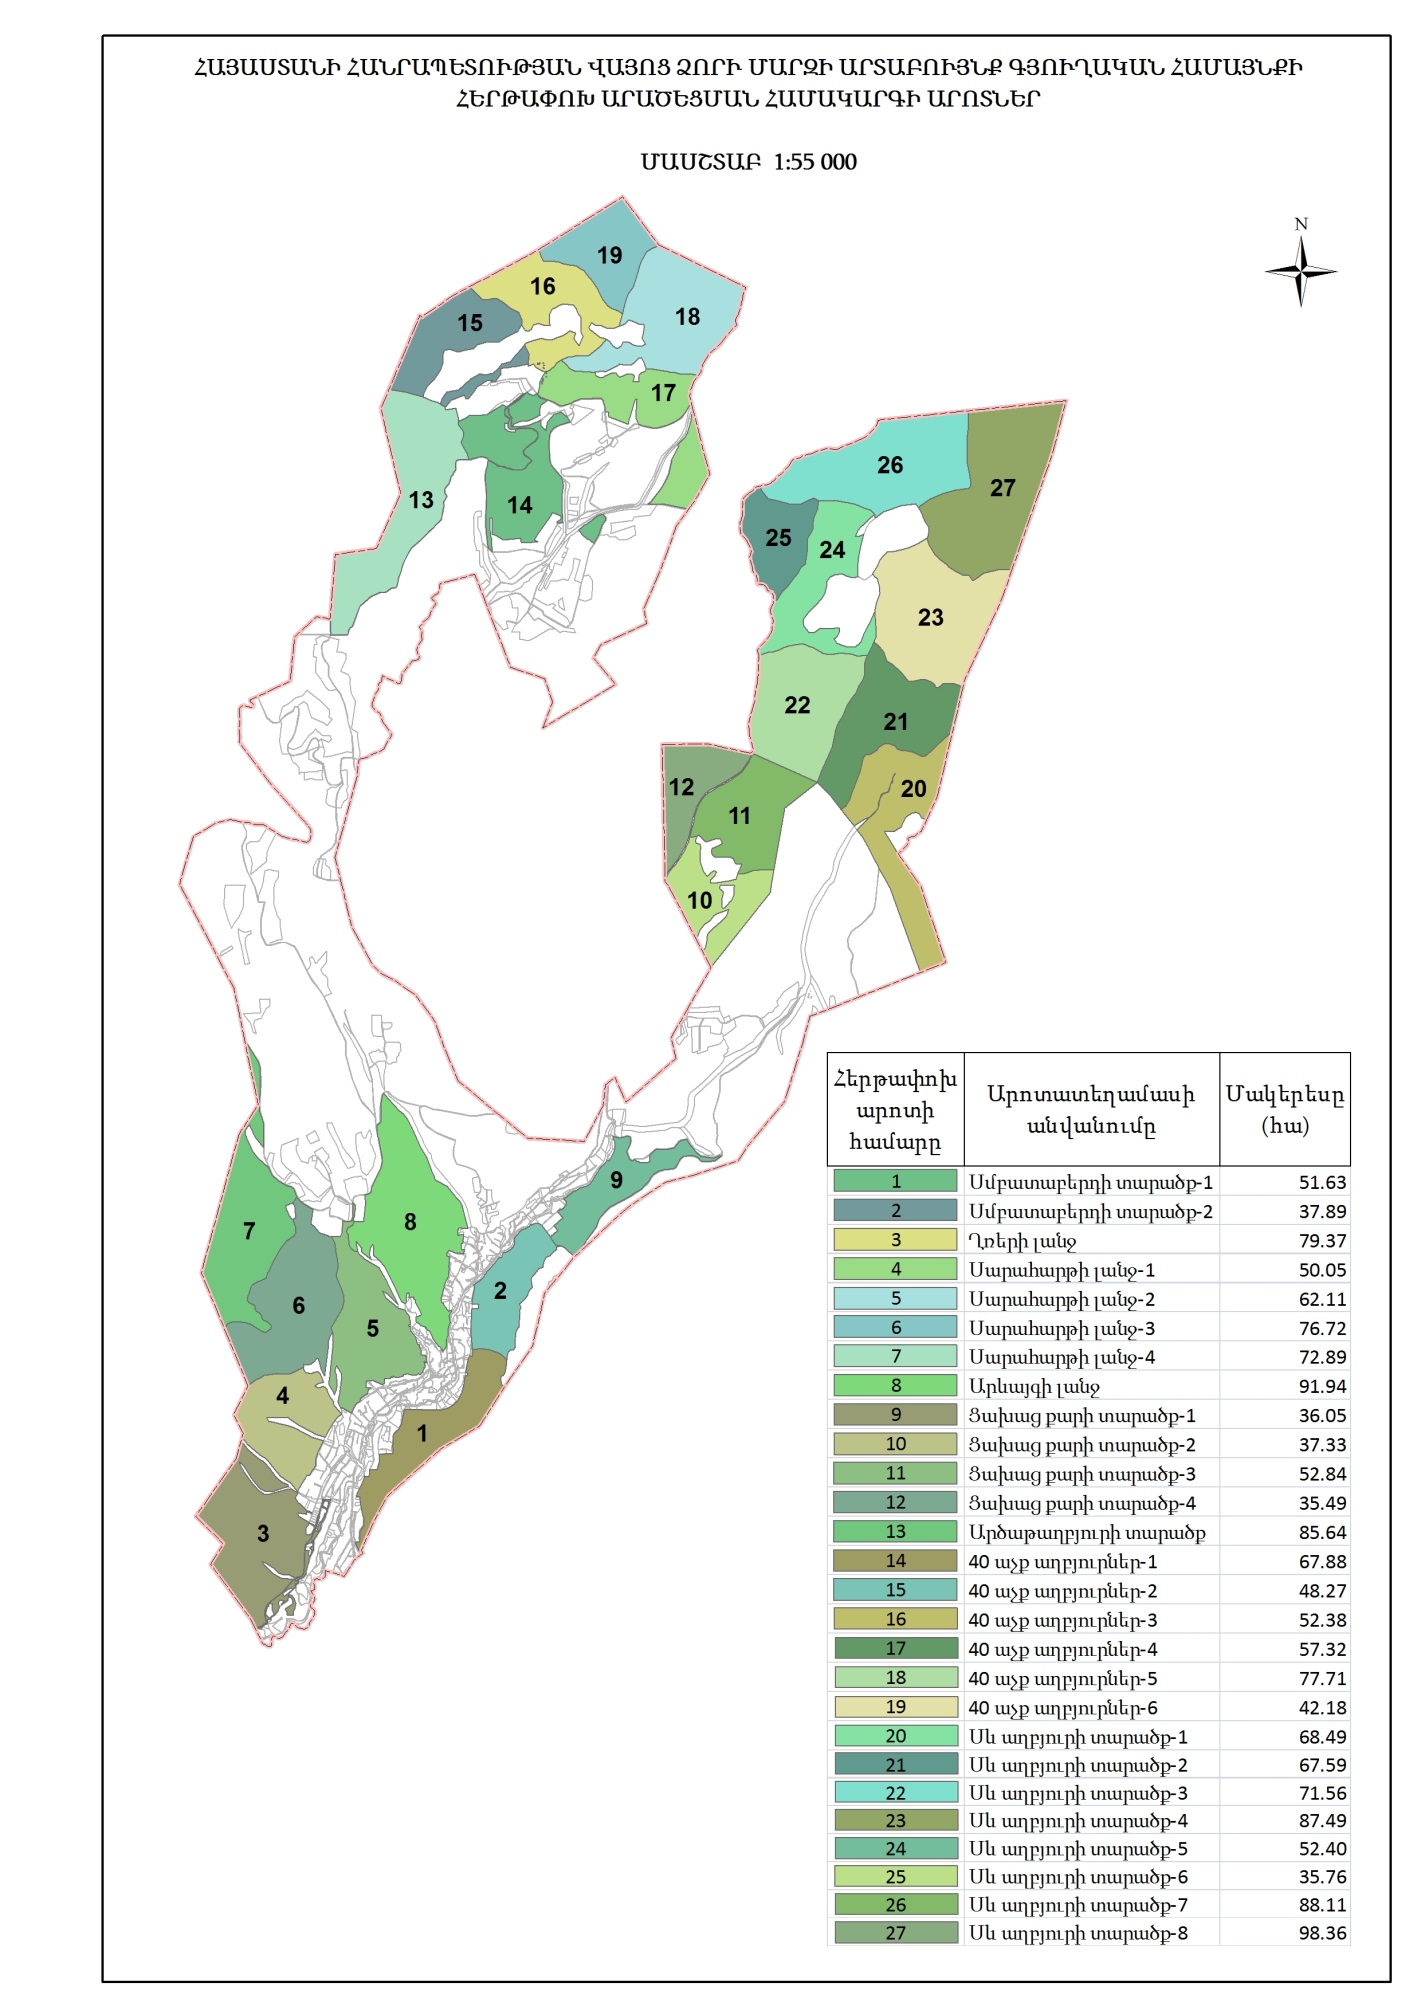 ՀԱՅԱՍՏԱՆԻ ՀԱՆՐԱՊԵՏՈՒԹՅԱՆ ՎԱՅՈՑ ՁՈՐԻ ՄԱՐԶԻ ԱՐՏԱԲՈՒՅՆՔ ԳՅՈՒՂԱԿԱՆ ՀԱՄԱՅՆՔԻ
ՀԵՐԹԱՓՈԽ ԱՐԱԾԵՑՄԱՆ ՀԱՄԱԿԱՐԳԻ ԱՐՈՏՆԵՐ
ՄԱՍՇՏԱԲ 1:55 000
N
19
16
18
15
17
13
14
26
27
25
24
23
22
21
12
20
11
10
9
8
7
2
6
5
4
1
3
Հերթափոխ արոտի համարը Արոտատեղամասի անվանումը Մակերեսը (հա)
1 Սմբատաբերդի տարածք-1 51.63
2 Սմբատաբերդի տարածք-2 37.89
3 Ղռերի լանջ 79.37
4 Սարահարթի լանջ-1 50.05
5 Սարահարթի լանջ-2 62.11
6 Սարահարթի լանջ-3 76.72
7 Սարահարթի լանջ-4 72.89
8 Արևայգի լանջ 91.94
9 Ցախաց քարի տարածք-1 36.05
10 Ցախաց քարի տարածք-2 37.33
11 Ցախաց քարի տարածք-3 52.84
12 Ցախաց քարի տարածք-4 35.49
13 Արծաթաղբյուրի տարածք 85.64
14 40 աչք աղբյուրներ-1 67.88
15 40 աչք աղբյուրներ-2 48.27
16 40 աչք աղբյուրներ-3 52.38
17 40 աչք աղբյուրներ-4 57.32
18 40 աչք աղբյուրներ-5 77.71
19 40 աչք աղբյուրներ-6 42.18
20 Սև աղբյուրի տարածք-1 68.49
21 Սև աղբյուրի տարածք-2 67.59
22 Սև աղբյուրի տարածք-3 71.56
23 Սև աղբյուրի տարածք-4 87.49
24 Սև աղբյուրի տարածք-5 52.40
25 Սև աղբյուրի տարածք-6 35.76
26 Սև աղբյուրի տարածք-7 88.11
27 Սև աղբյուրի տարածք-8 98.36